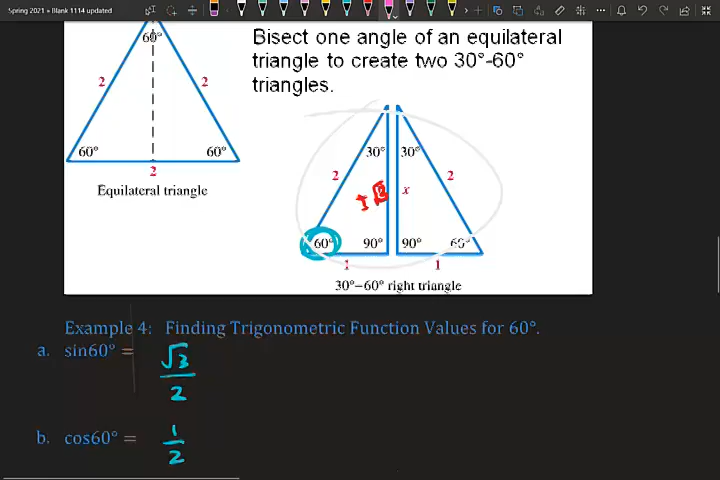 Spring 2021 » Blank 1114 updated
60°
Bisect one angle of an equilateral
triangle to create two 30°-60°
triangles.
2 2
60° 60°
2
Equilateral triangle
30° 30°
2 x 2
60° 90° 90° 60°
1 1
30°–60° right triangle
Example 4: Finding Trigonometric Function Values for 60°.
a. sin60° = √3/2
b. cos60° = 1/2